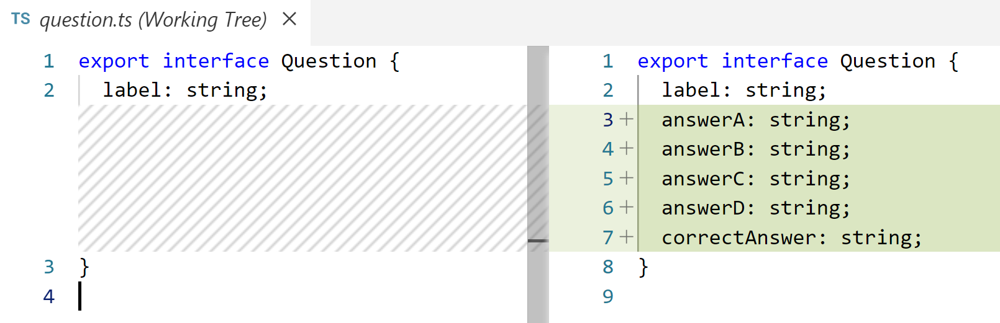 TS question.ts (Working Tree) ×
1 export interface Question {
2   label: string;
3 }
4
1 export interface Question {
2   label: string;
3 +   answerA: string;
4 +   answerB: string;
5 +   answerC: string;
6 +   answerD: string;
7 +   correctAnswer: string;
8 }
9